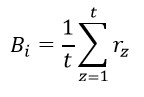 $B_i = \frac{1}{t} \sum_{z=1}^{t} r_z$